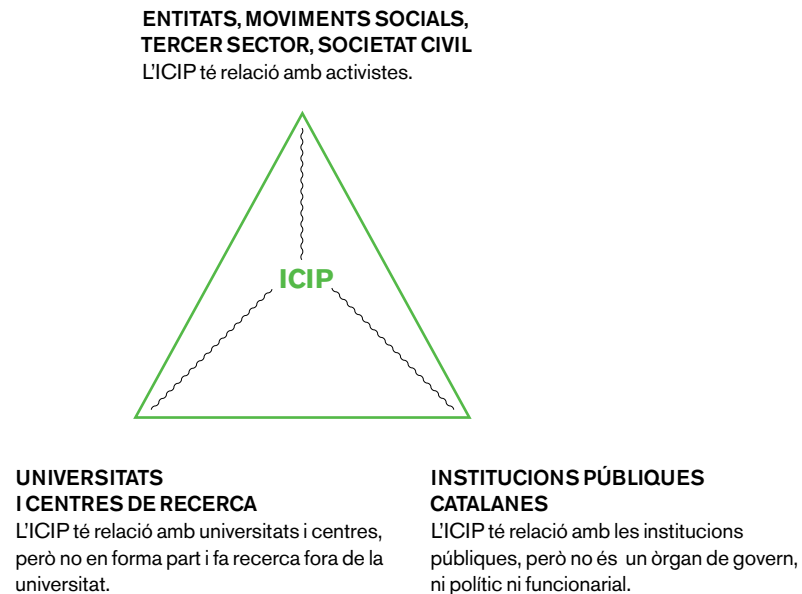 ENTITATS, MOVIMENTS SOCIALS,
TERCER SECTOR, SOCIETAT CIVIL
L'ICIP té relació amb activistes.
ICIP
UNIVERSITATS
I CENTRES DE RECERCA
L'ICIP té relació amb universitats i centres,
però no en forma part i fa recerca fora de la
universitat.
INSTITUCIONS PÚBLIQUES
CATALANES
L'ICIP té relació amb les institucions
públiques, però no és un òrgan de govern,
ni polític ni funcionarial.